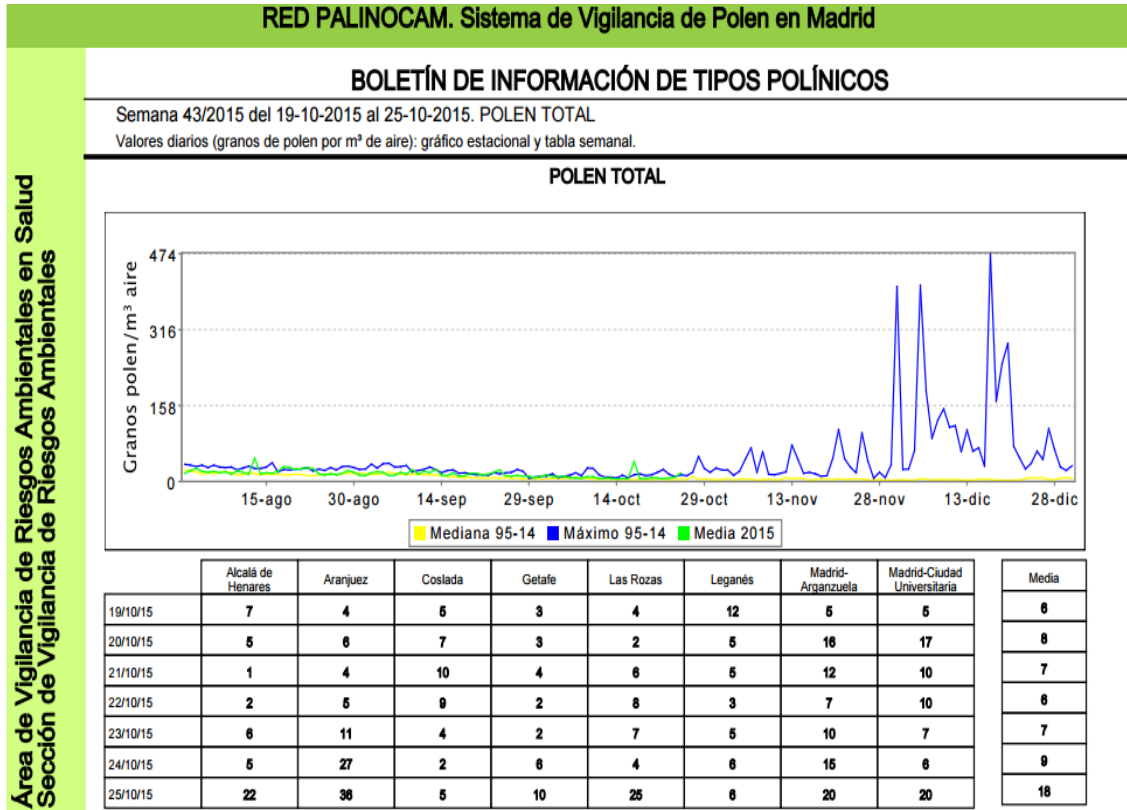 RED PALINOCAM. Sistema de Vigilancia de Polen en Madrid
BOLETÍN DE INFORMACIÓN DE TIPOS POLÍNICOS
Semana 43/2015 del 19-10-2015 al 25-10-2015. POLEN TOTAL
Valores diarios (granos de polen por m³ de aire): gráfico estacional y tabla semanal.
Área de Vigilancia de Riesgos Ambientales en Salud
Sección de Vigilancia de Riesgos Ambientales
POLEN TOTAL
Granos polen/m³ aire
474
316
158
0
15-ago 30-ago 14-sep 29-sep 14-oct 29-oct 13-nov 28-nov 13-dic 28-dic
Mediana 95-14 Máximo 95-14 Media 2015
Alcalá de Henares Aranjuez Coslada Getafe Las Rozas Leganés Madrid-Arganzuela Madrid-Ciudad Universitaria Media
19/10/15 7 4 5 3 4 12 5 5 6
20/10/15 5 6 7 3 2 5 16 17 8
21/10/15 1 4 10 4 6 5 12 10 7
22/10/15 2 5 9 2 8 3 7 10 6
23/10/15 6 11 4 2 7 5 10 7 7
24/10/15 5 27 2 6 4 6 15 6 9
25/10/15 22 36 5 10 25 6 20 20 18